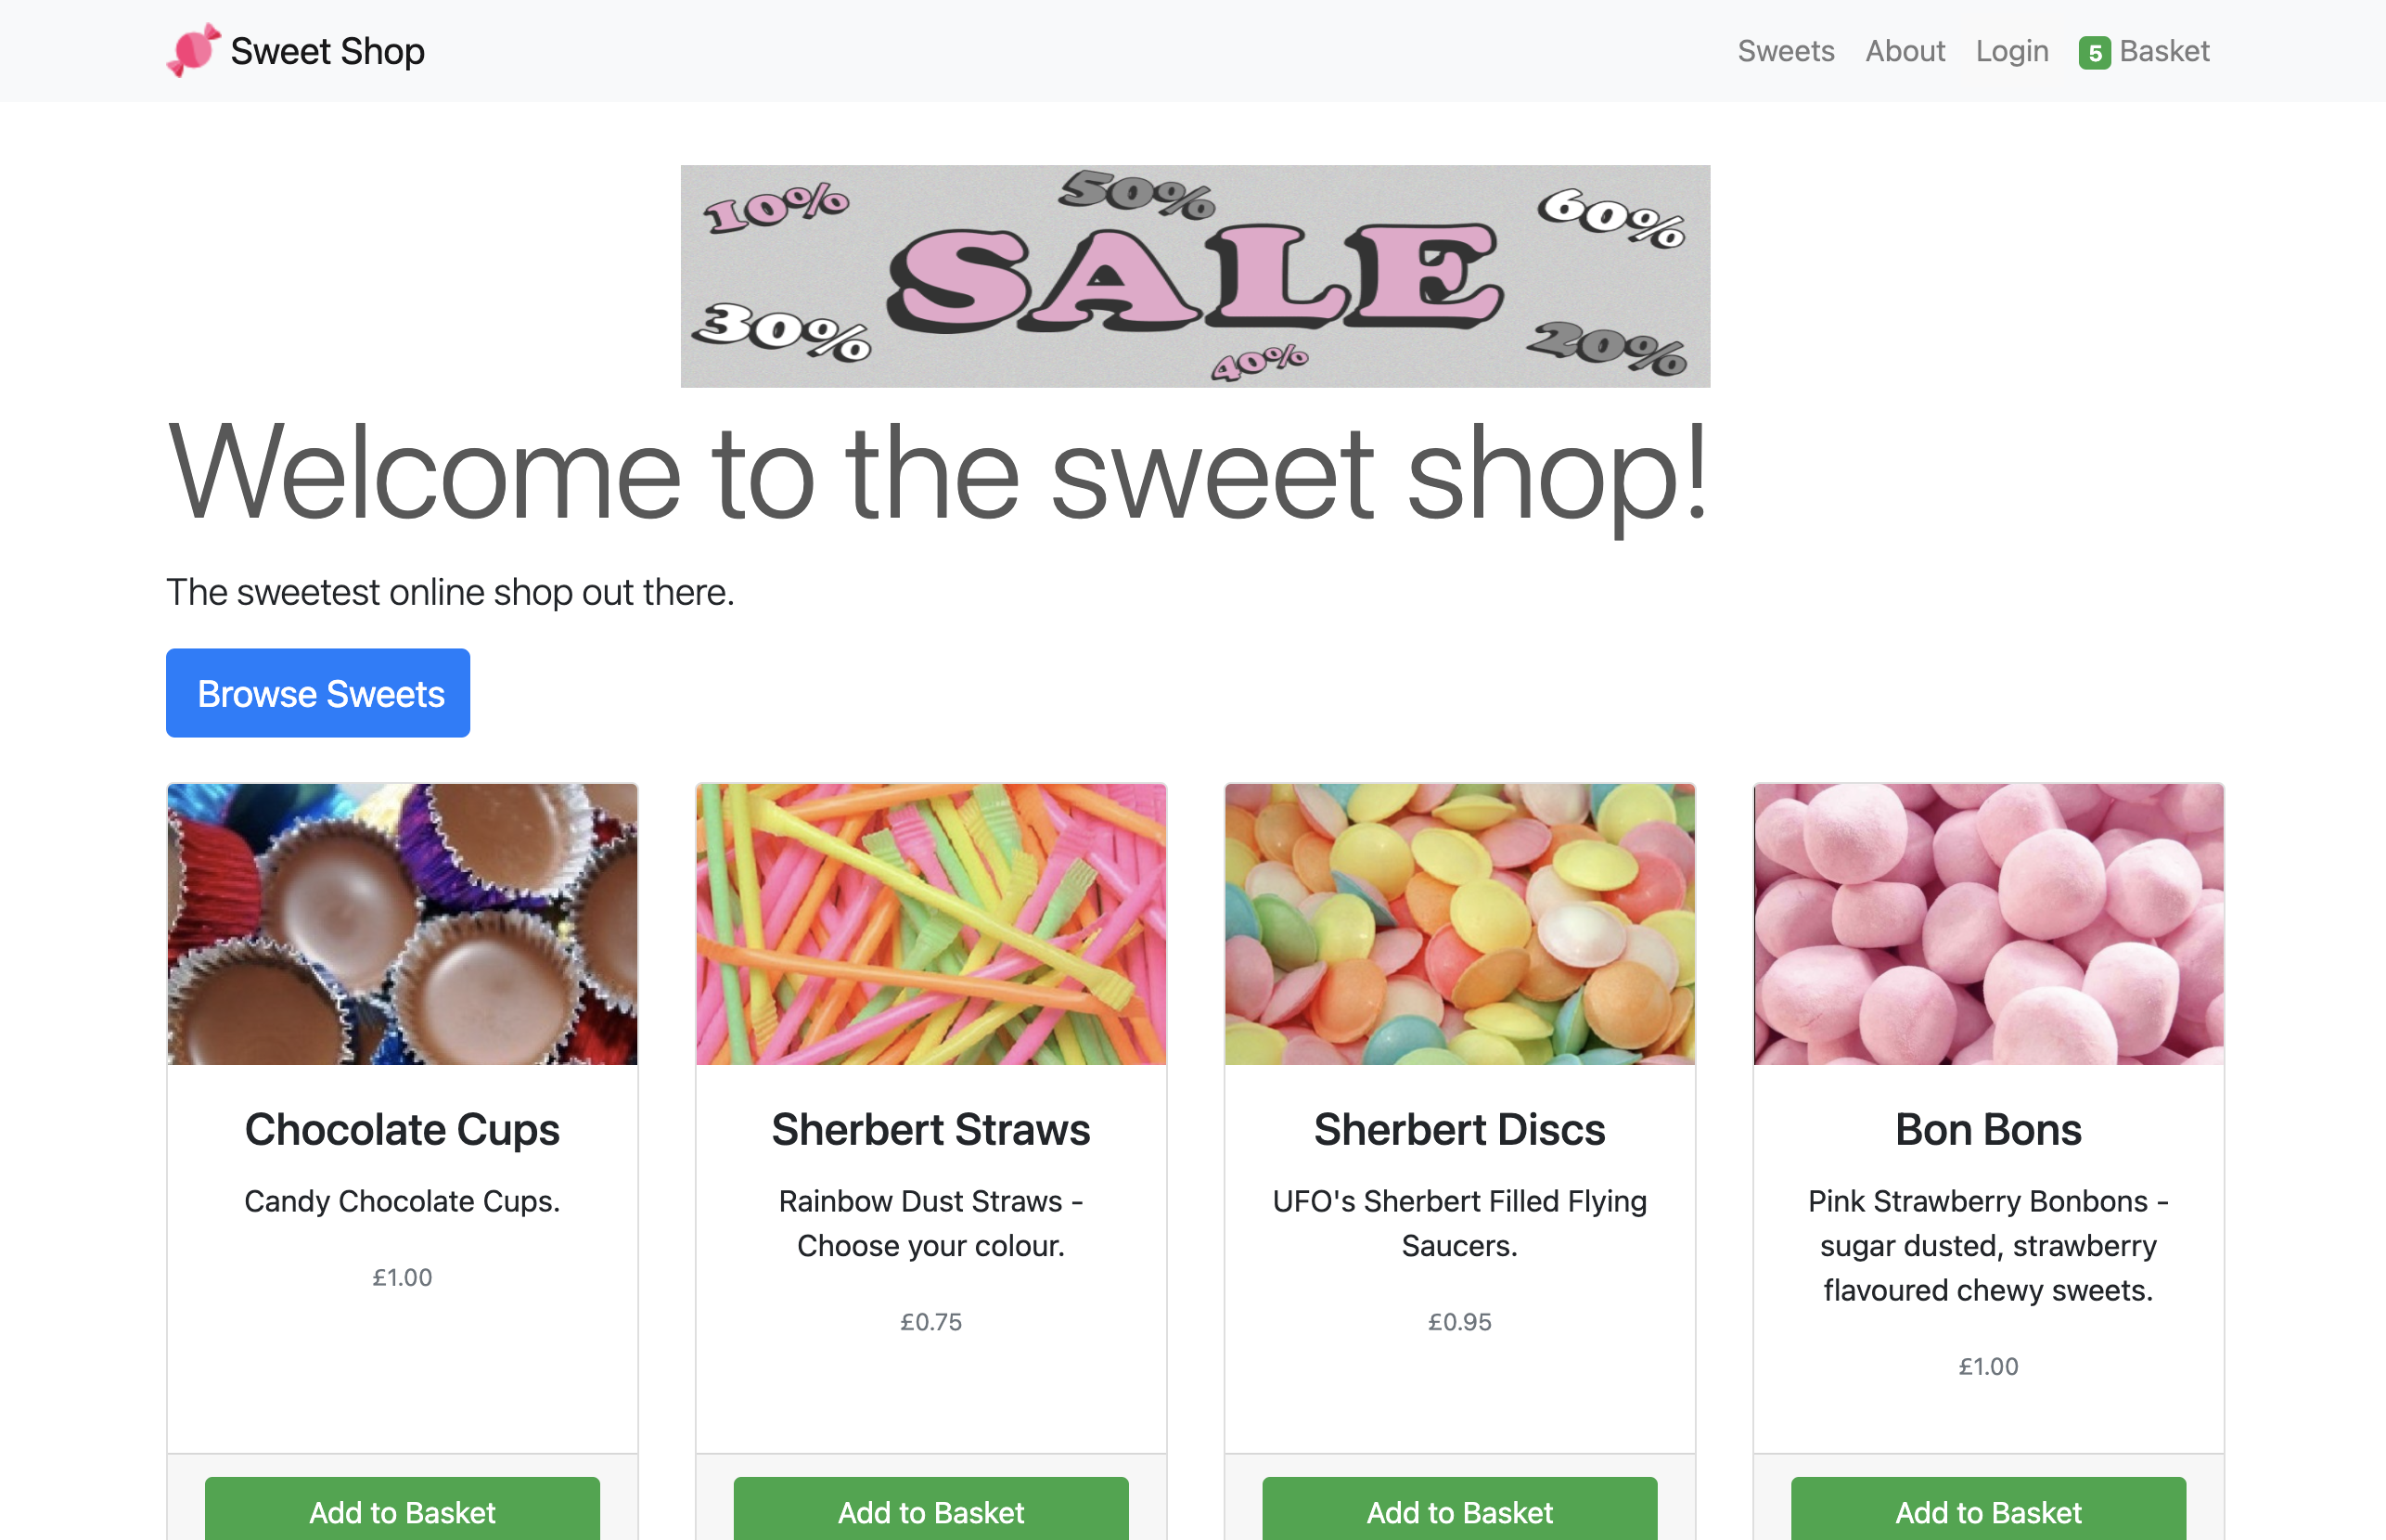 Sweet Shop
Sweets
About
Login
5 Basket
10%
50%
60%
SALE
30%
40%
20%
Welcome to the sweet shop!
The sweetest online shop out there.
Browse Sweets
Chocolate Cups
Candy Chocolate Cups.
£1.00
Add to Basket
Sherbert Straws
Rainbow Dust Straws -
Choose your colour.
£0.75
Add to Basket
Sherbert Discs
UFO's Sherbert Filled Flying
Saucers.
£0.95
Add to Basket
Bon Bons
Pink Strawberry Bonbons -
sugar dusted, strawberry
flavoured chewy sweets.
£1.00
Add to Basket